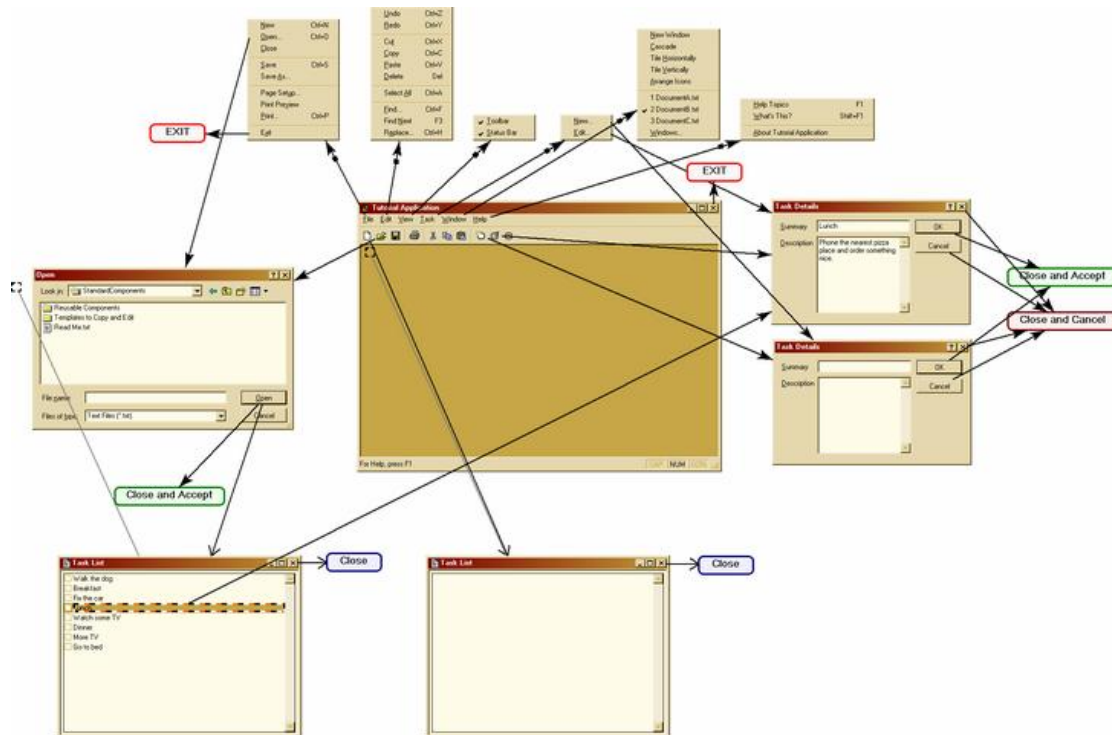 New Ctrl+N
Open... Ctrl+O
Close
Save Ctrl+S
Save As...
Page Setup...
Print Preview
Print... Ctrl+P
Exit
EXIT
Undo Ctrl+Z
Redo Ctrl+Y
Cut Ctrl+X
Copy Ctrl+C
Paste Ctrl+V
Delete Del
Select All Ctrl+A
Find... Ctrl+F
Find Next F3
Replace... Ctrl+H
Toolbar
Status Bar
New...
Edit...
New Window
Cascade
Tile Horizontally
Tile Vertically
Arrange Icons
1 DocumentA.txt
2 DocumentB.txt
3 DocumentC.txt
Windows...
Help Topics F1
What's This? Shift+F1
About Tutorial Application
EXIT
Tutorial Application
File Edit View Task Window Help
For Help, press F1
CAP NUM
Task Details
Summary Lunch
Description Phone the nearest pizza
place and order something
nice.
OK
Cancel
Close and Accept
Close and Cancel
Task Details
Summary
Description
OK
Cancel
Open
Look in: StandardComponents
Reusable Components
Templates to Copy and Edit
Read Me.txt
File name:
Open
Files of type: Text Files (*.txt)
Cancel
Close and Accept
Task List
Walk the dog
Breakfast
Fix the car
Watch some TV
Dinner
More TV
Go to bed
Close
Task List
Close